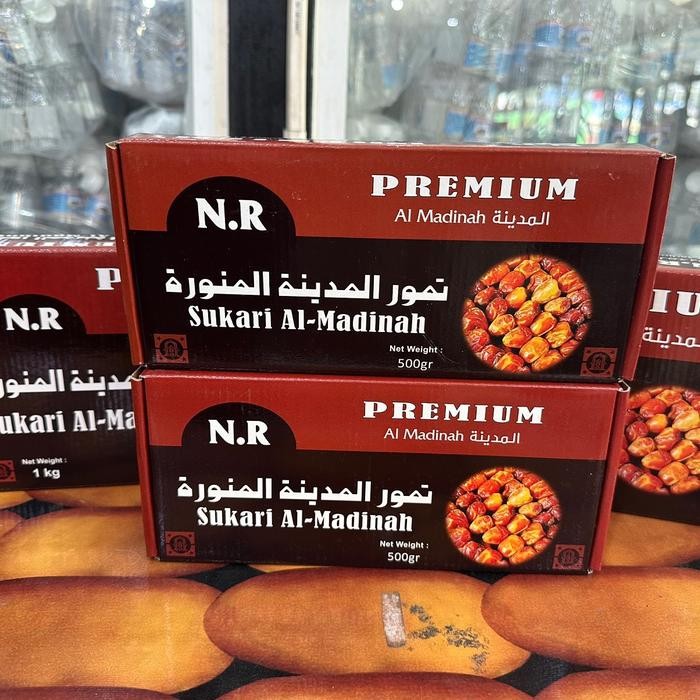 N.R
PREMIUM
Al Madinah المدينة
تمور المدينة المنورة
Sukari Al-Madinah
Net Weight :
500gr
N.R
PREMIUM
Al Madinah المدينة
تمور المدينة المنورة
Sukari Al-Madinah
Net Weight :
500gr
N.R
Net Weight :
1 kg